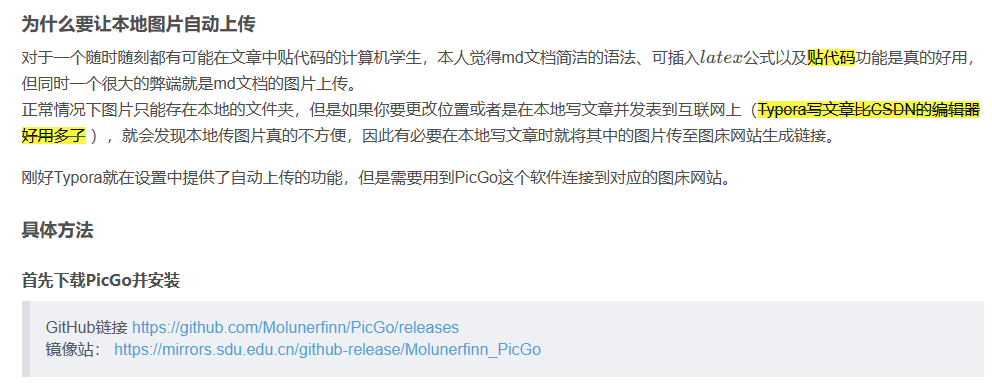 为什么要让本地图片自动上传
对于一个随时随刻都有可能在文章中贴代码的计算机学生，本人觉得md文档简洁的语法、可插入latex公式以及贴代码功能是真的好用，
但同时一个很大的弊端就是md文档的图片上传。
正常情况下图片只能存在本地的文件夹，但是如果你要更改位置或者是在本地写文章并发表到互联网上（Typora写文章比CSDN的编辑器
好用多了 ），就会发现本地传图片真的不方便，因此有必要在本地写文章时就将其中的图片传至图床网站生成链接。
刚好Typora就在设置中提供了自动上传的功能，但是需要用到PicGo这个软件连接到对应的图床网站。
具体方法
首先下载PicGo并安装
GitHub链接 https://github.com/Molunerfinn/PicGo/releases
镜像站： https://mirrors.sdu.edu.cn/github-release/Molunerfinn_PicGo